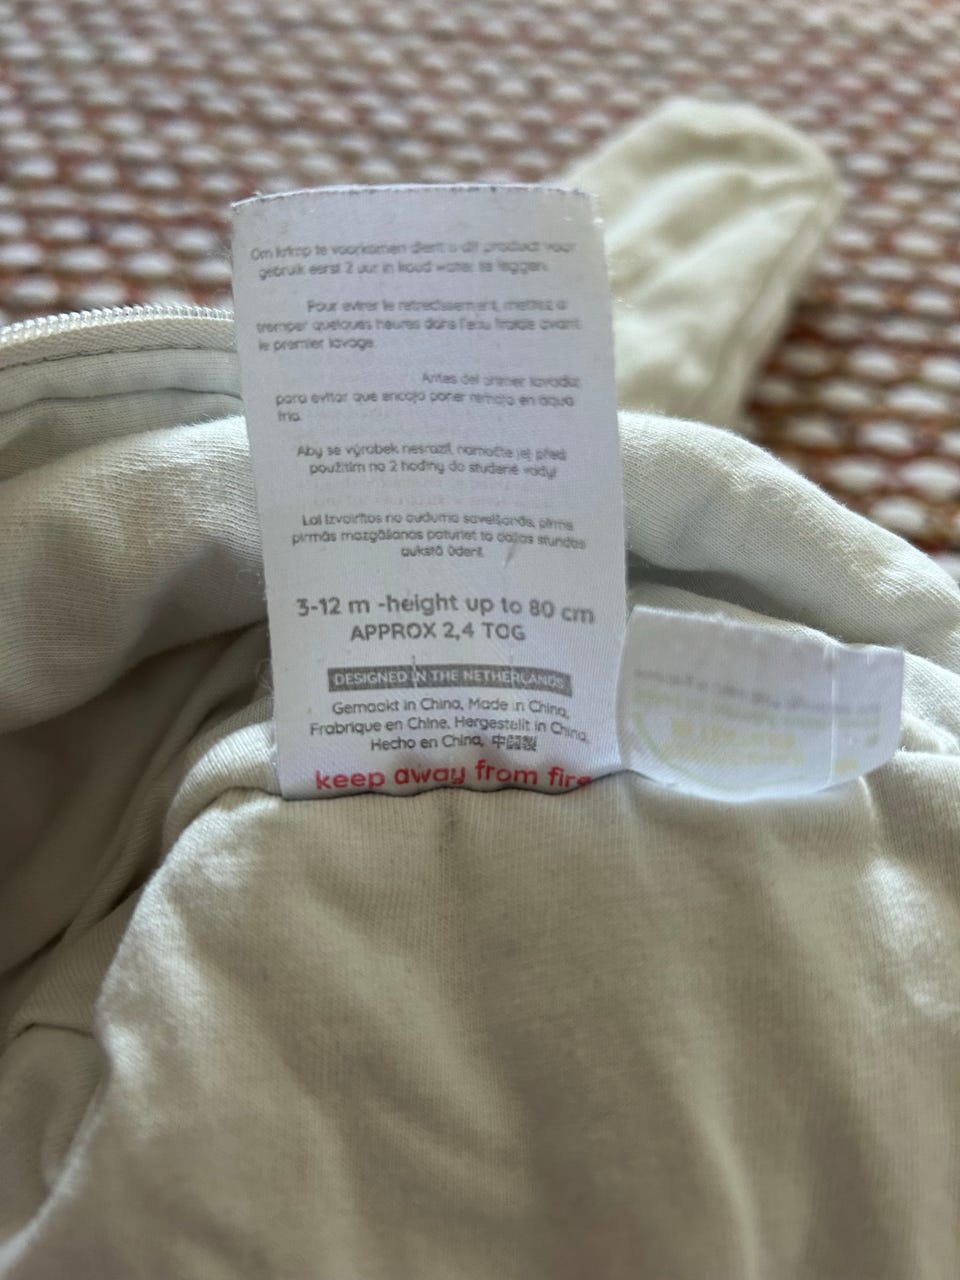 Om krimp te voorkomen dient u dit product voor
gebruik eerst 2 uur in koud water te leggen.
Pour eviter le retrecissement, mettez a
tremper quelques heures dans l'eau froide avant
le premier lavage.
Antes del primer lavado:
para evitar que encoja poner remojo en aqua
fria.
Aby se výrobek nesrazil, namočte jej před
použitím na 2 hodiny do studené vody!
Lai izvairītos no auduma savelšanās, pirms
pirmās mazgāšanas paturiet to dažas stundas
aukstā ūdenī.
3-12 m -height up to 80 cm
APPROX 2,4 TOG
DESIGNED IN THE NETHERLANDS
Gemaakt in China, Made in China,
Frabrique en Chine, Hergestellt in China,
Hecho en China, 中国製
keep away from fire